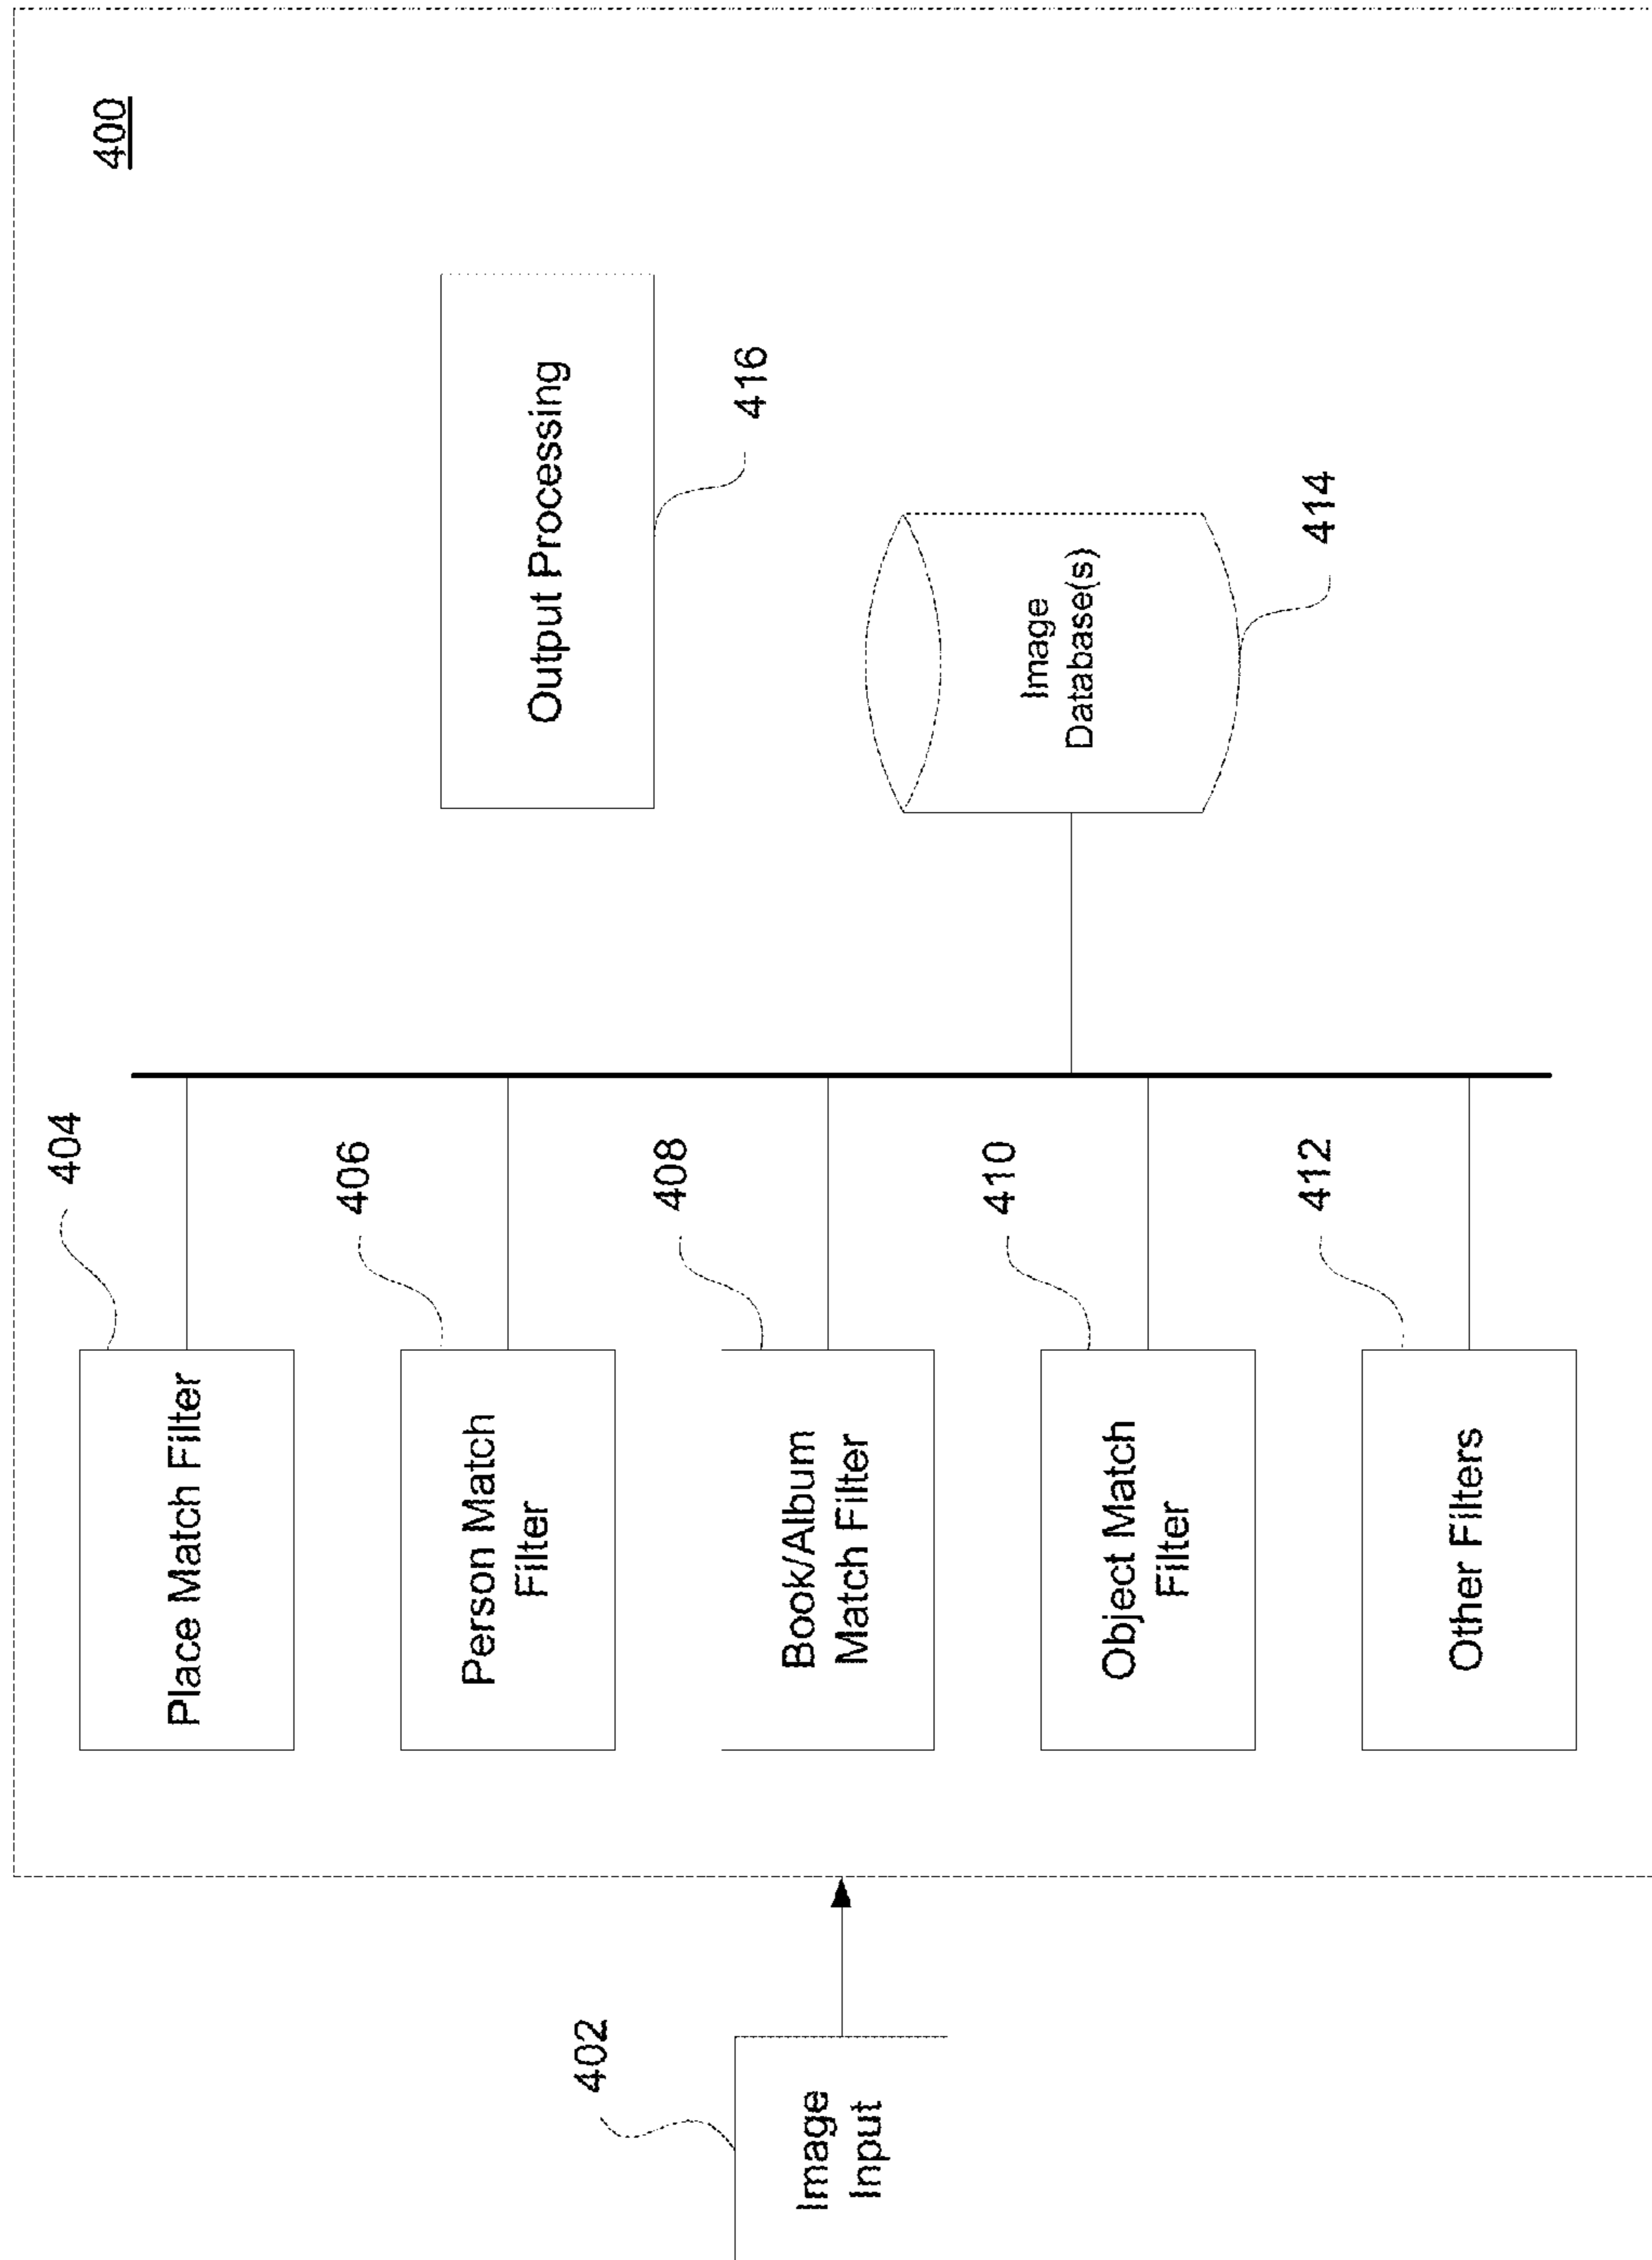 400
402
Image
Input
404
Place Match Filter
406
Person Match
Filter
408
Book/Album
Match Filter
410
Object Match
Filter
412
Other Filters
Output Processing
416
Image
Database(s)
414